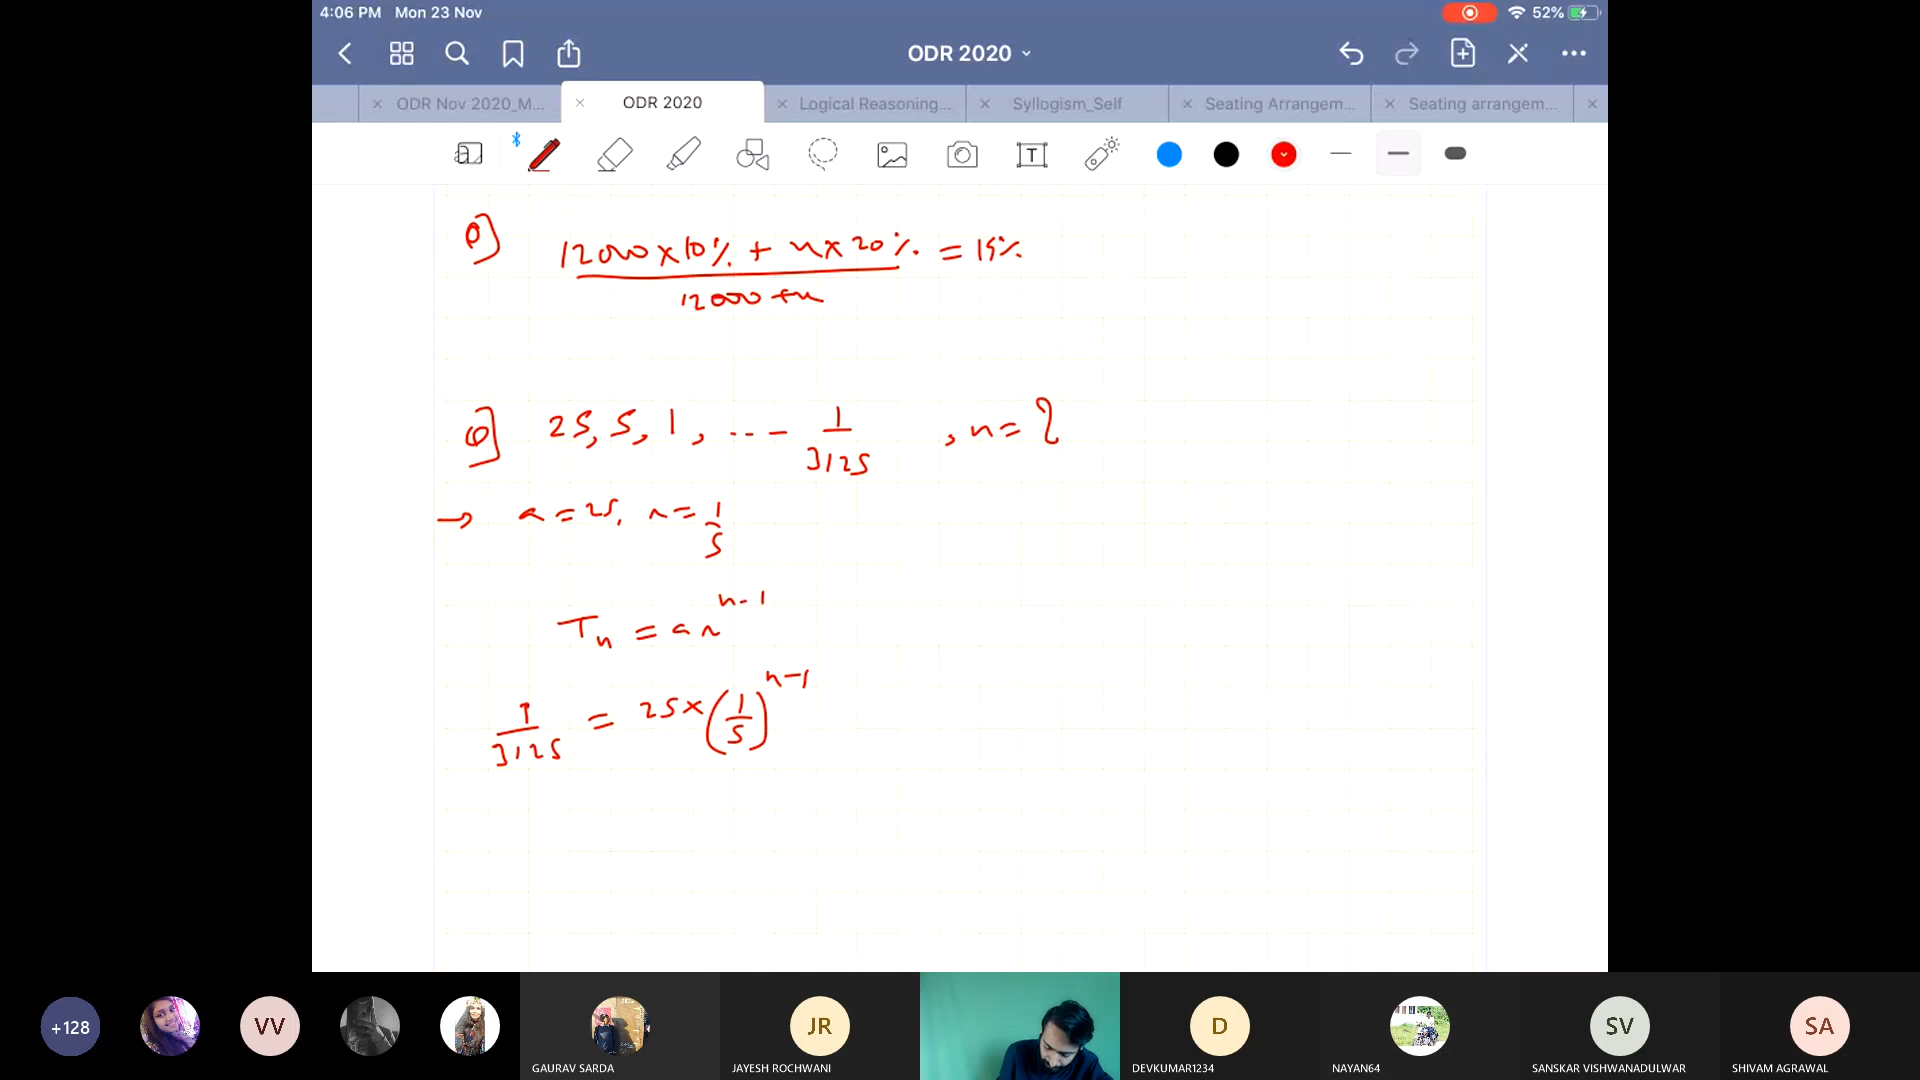 4:06 PM Mon 23 Nov 52%
ODR 2020
ODR Nov 2020_M... ODR 2020 Logical Reasoning... Syllogism_Self Seating Arrangem... Seating arrangem...
a T
Q] 12000×10% + x×20% = 15%
12000+x
Q] 25, 5, 1, ... 1/3125 , n = ?
→ a = 25, r = 1/5
Tn = ar^n-1
1/3125 = 25×(1/5)^n-1
+128 VV JR D SV SA
GAURAV SARDA JAYESH ROCHWANI DEVKUMAR1234 NAYAN64 SANSKAR VISHWANADULWAR SHIVAM AGRAWAL